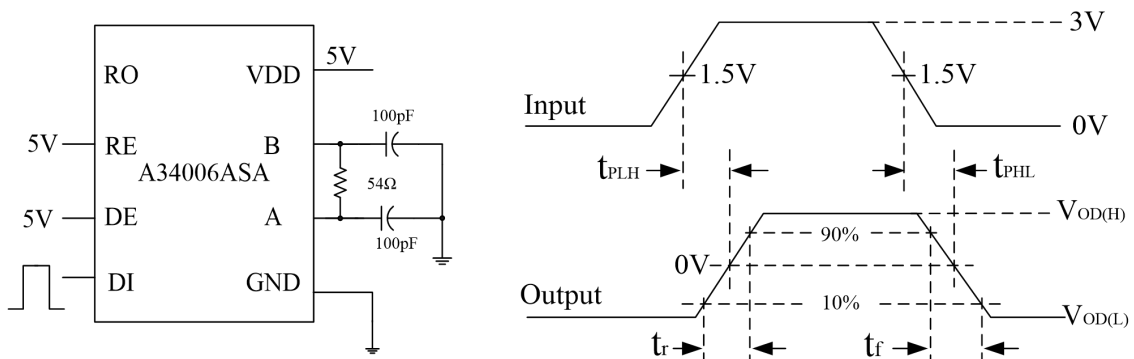 5V
RO
VDD
100pF
5V
RE
B
A34006ASA
54Ω
5V
DE
A
100pF
DI
GND
3V
1.5V
1.5V
Input
0V
tPLH
tPHL
VOD(H)
90%
0V
Output
10%
VOD(L)
tr
tf